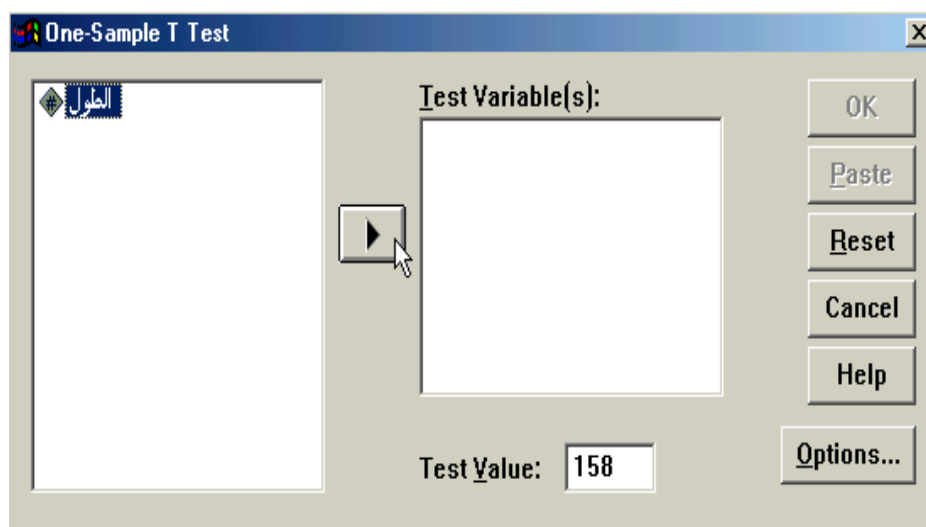 One-Sample T Test
الطول
Test Variable(s):
OK
Paste
Reset
Cancel
Help
Options...
Test Value: 158